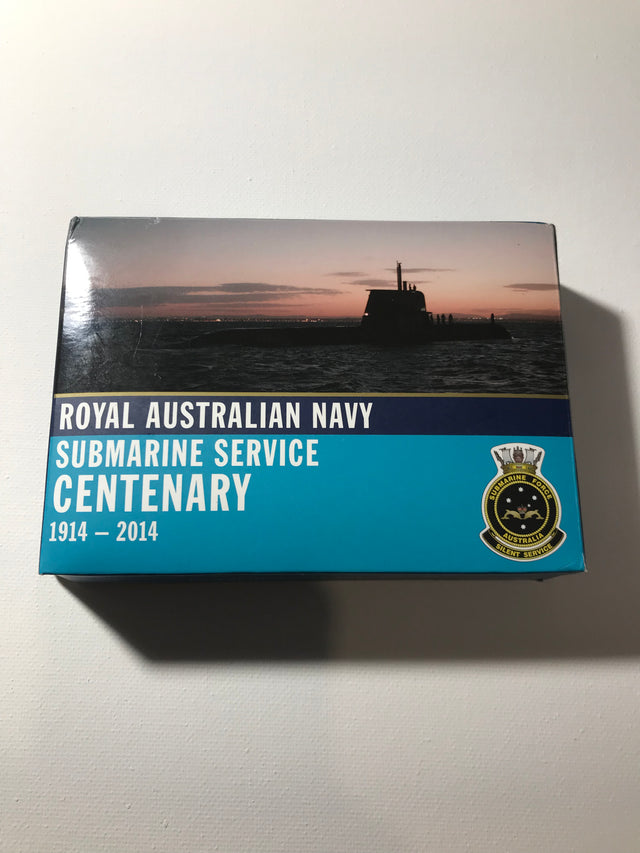 ROYAL AUSTRALIAN NAVY
SUBMARINE SERVICE
CENTENARY
1914 – 2014
SUBMARINE FORCE
AUSTRALIA
SILENT SERVICE